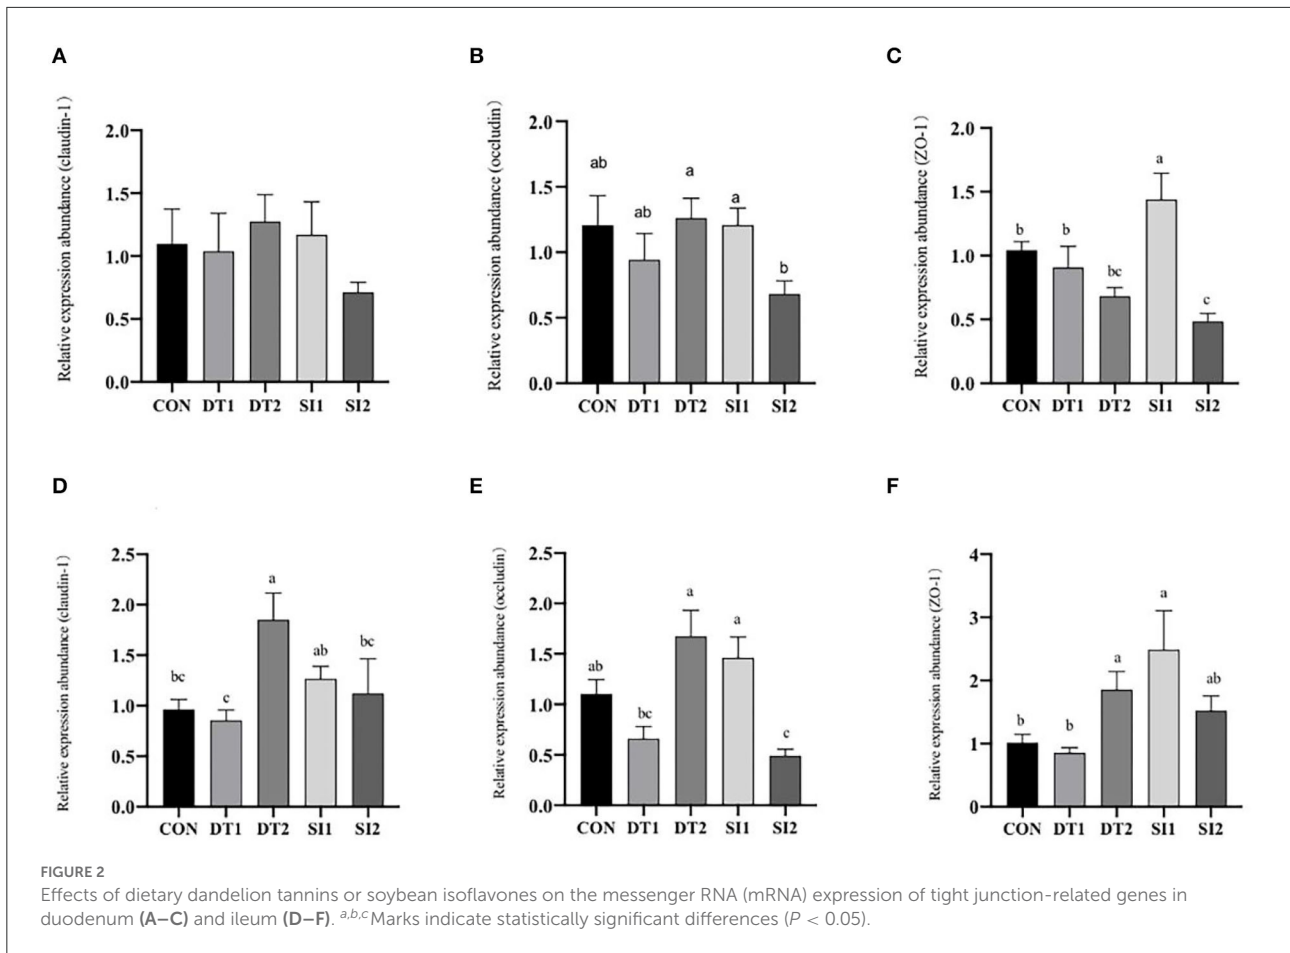 A
B
C
Relative expression abundance (claudin-1)
2.0
1.5
1.0
0.5
0.0
CON DT1 DT2 SI1 SI2
Relative expression abundance (occludin)
2.0
1.5
1.0
0.5
0.0
ab
ab
a
a
b
CON DT1 DT2 SI1 SI2
Relative expression abundance (ZO-1)
2.0
1.5
1.0
0.5
0.0
b
b
bc
a
c
CON DT1 DT2 SI1 SI2
D
E
F
Relative expression abundance (claudin-1)
2.5
2.0
1.5
1.0
0.5
0.0
bc
c
a
ab
bc
CON DT1 DT2 SI1 SI2
Relative expression abundance (occludin)
2.5
2.0
1.5
1.0
0.5
0.0
ab
bc
a
a
c
CON DT1 DT2 SI1 SI2
Relative expression abundance (ZO-1)
4
3
2
1
0
b
b
a
a
ab
CON DT1 DT2 SI1 SI2
FIGURE 2
Effects of dietary dandelion tannins or soybean isoflavones on the messenger RNA (mRNA) expression of tight junction-related genes in
duodenum (A–C) and ileum (D–F). a,b,c Marks indicate statistically significant differences (P < 0.05).